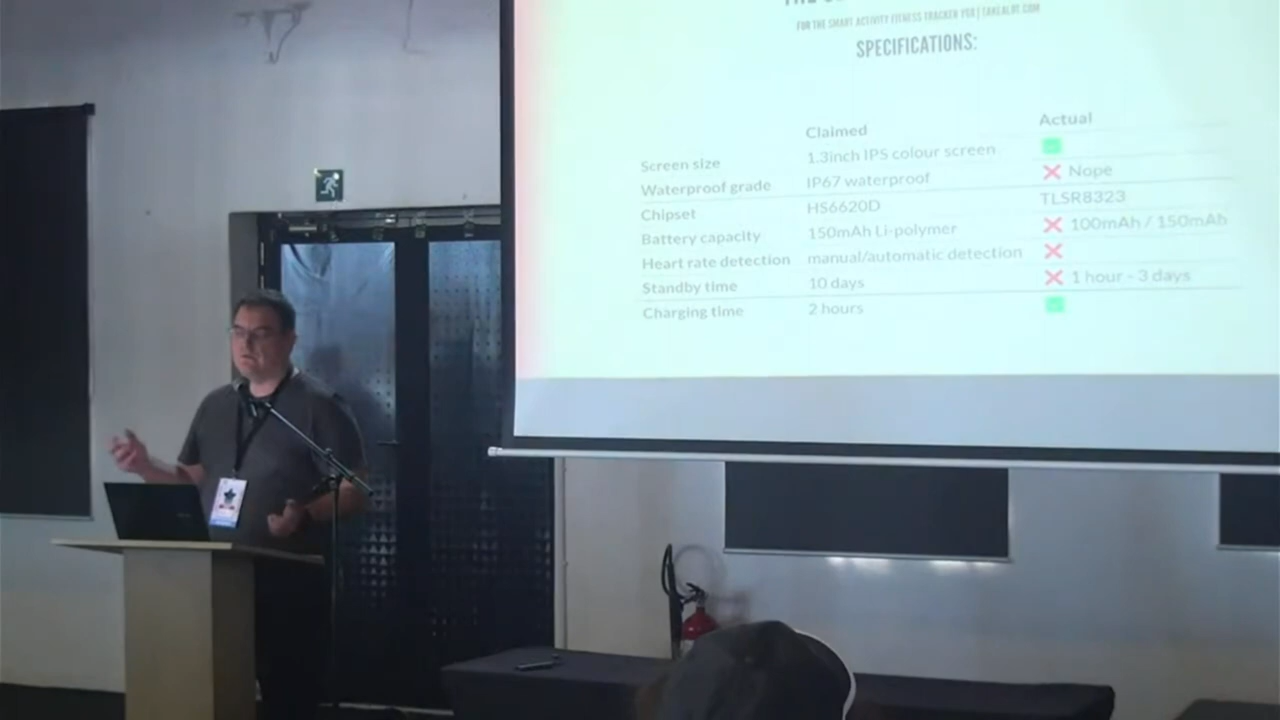 FOR THE SMART ACTIVITY FITNESS TRACKER Y68 | TAKEALOT.COM
SPECIFICATIONS:
Claimed Actual
Screen size 1.3inch IPS colour screen ✅
Waterproof grade IP67 waterproof ❌ Nope
Chipset HS6620D TLSR8323
Battery capacity 150mAh Li-polymer ❌ 100mAh / 150mAh
Heart rate detection manual/automatic detection ❌
Standby time 10 days ❌ 1 hour - 3 days
Charging time 2 hours ✅